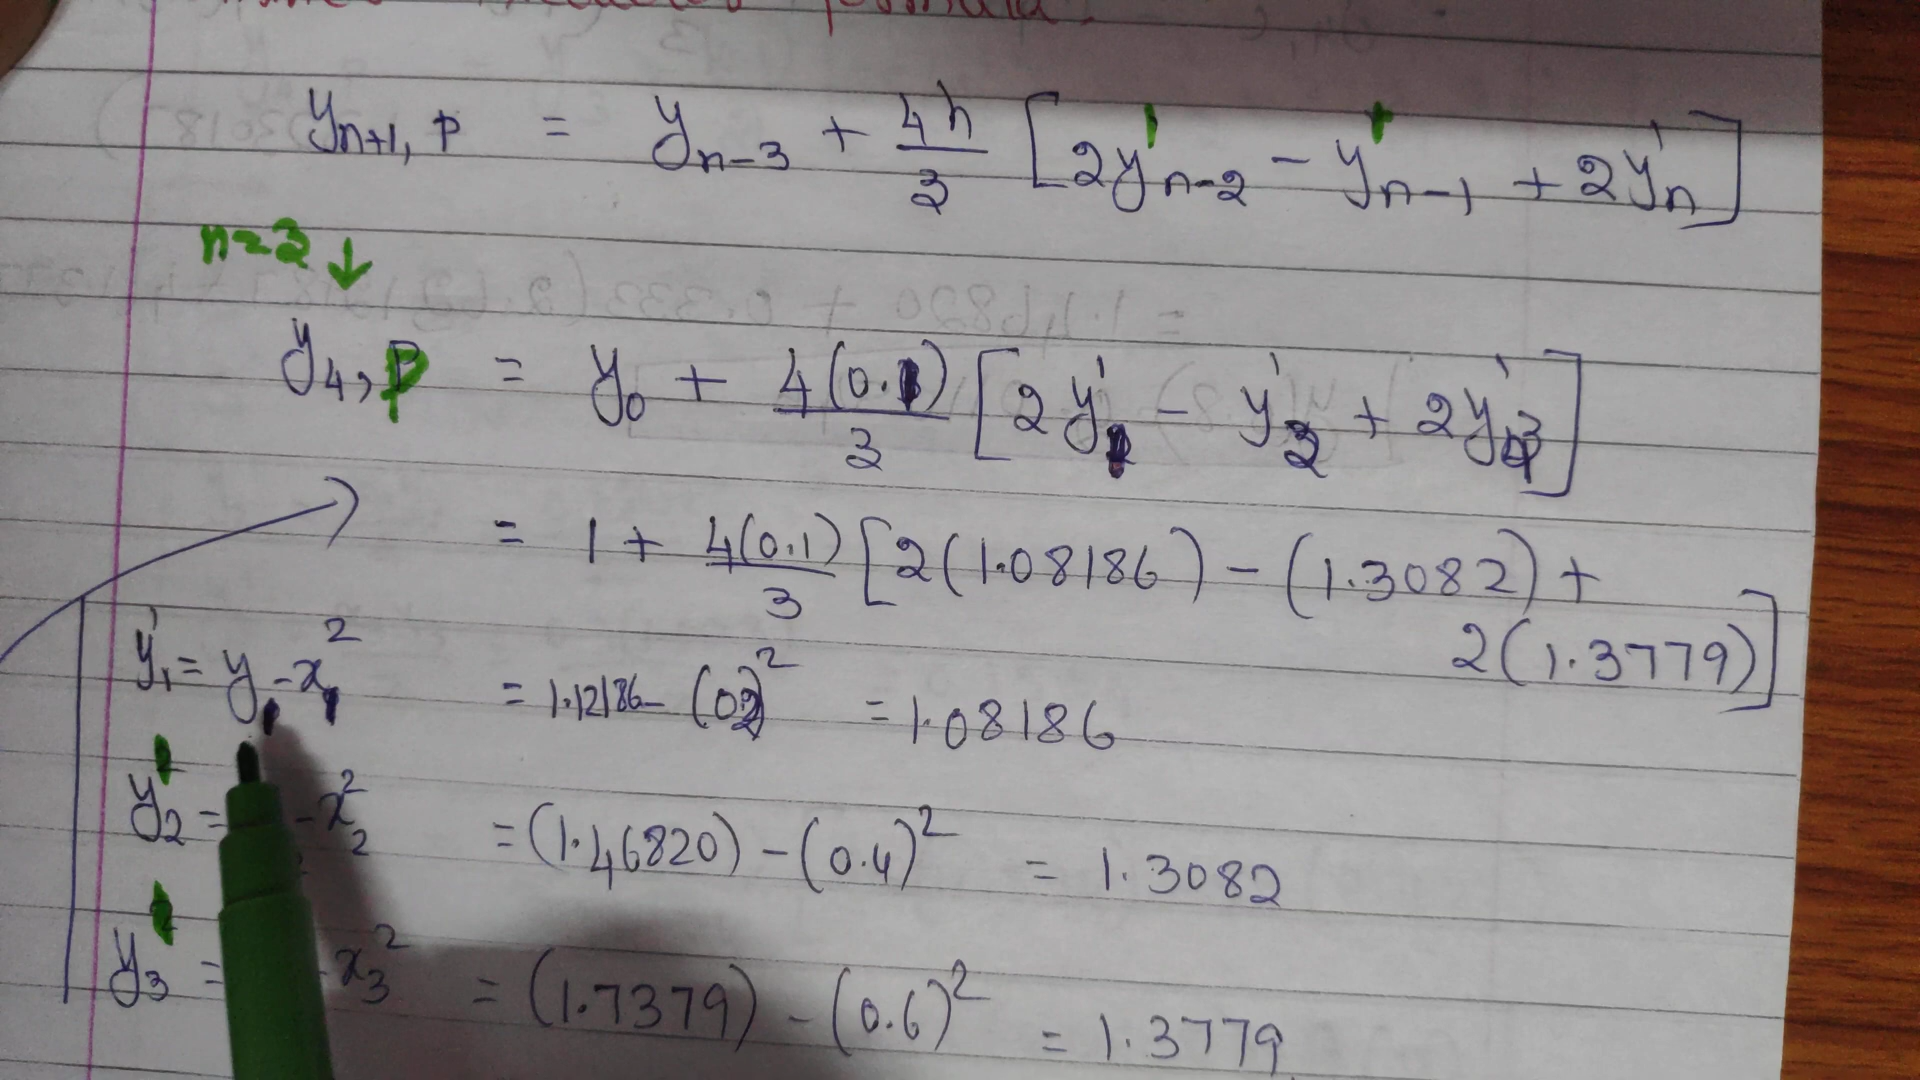 formula.
yn+1, p = yn-3 + 4h/3 [2y'n-2 - y'n-1 + 2y'n]
n=3 ↓
y4, p = y0 + 4(0.1)/3 [2y'1 - y'2 + 2y'3]
= 1 + 4(0.1)/3 [2(1.08186) - (1.3082) +
2(1.3779)]
y'1 = y1 - x1² = 1.12186 - (0.2)² = 1.08186
y'2 = - x2² = (1.46820) - (0.4)² = 1.3082
y'3 = - x3² = (1.7379) - (0.6)² = 1.3779